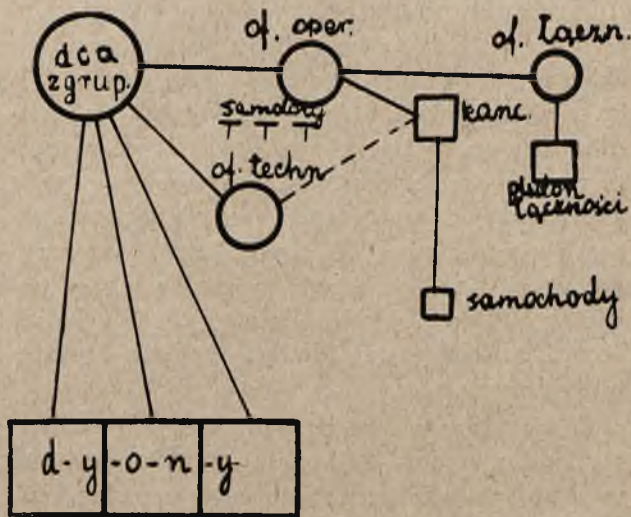 dca
zgrup.
of. oper.
of. łączn.
samoloty
kanc.
of. techn
pluton
łączności
samochody
d-y-o-n-y